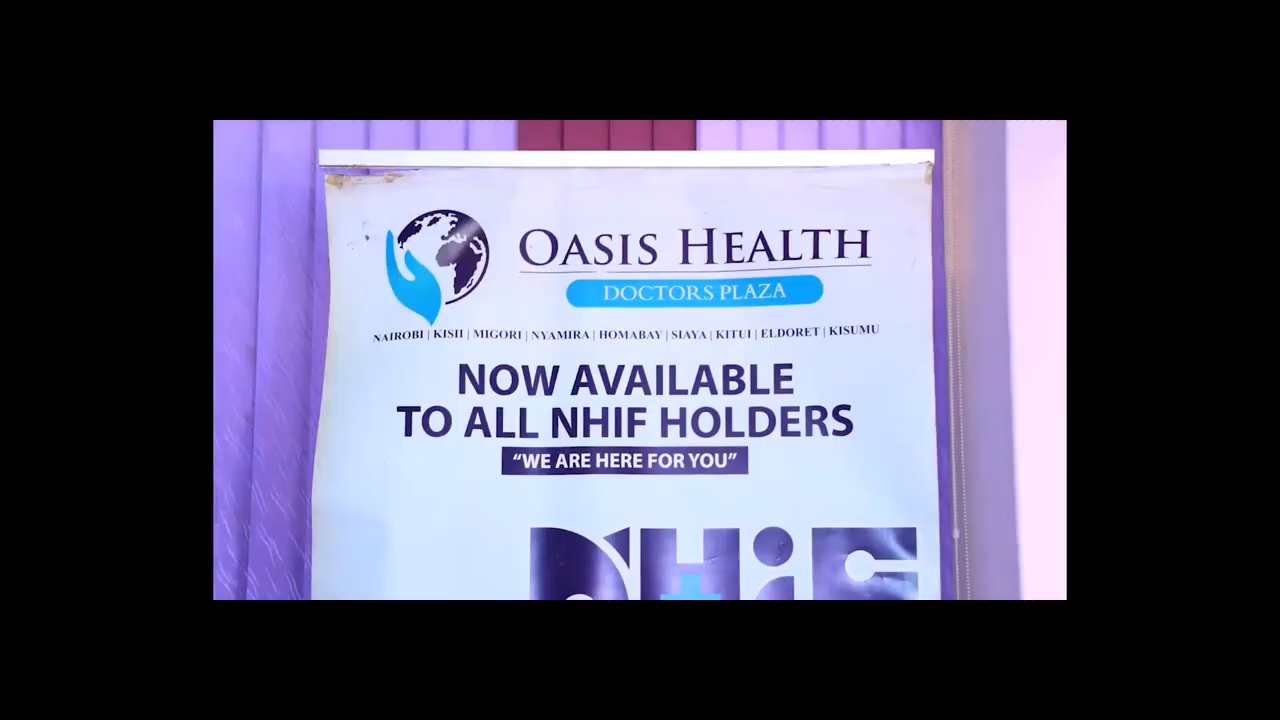 OASIS HEALTH
DOCTORS PLAZA
NAIROBI | KISII | MIGORI | NYAMIRA | HOMABAY | SIAYA | KITUI | ELDORET | KISUMU
NOW AVAILABLE
TO ALL NHIF HOLDERS
“WE ARE HERE FOR YOU”
NHiF